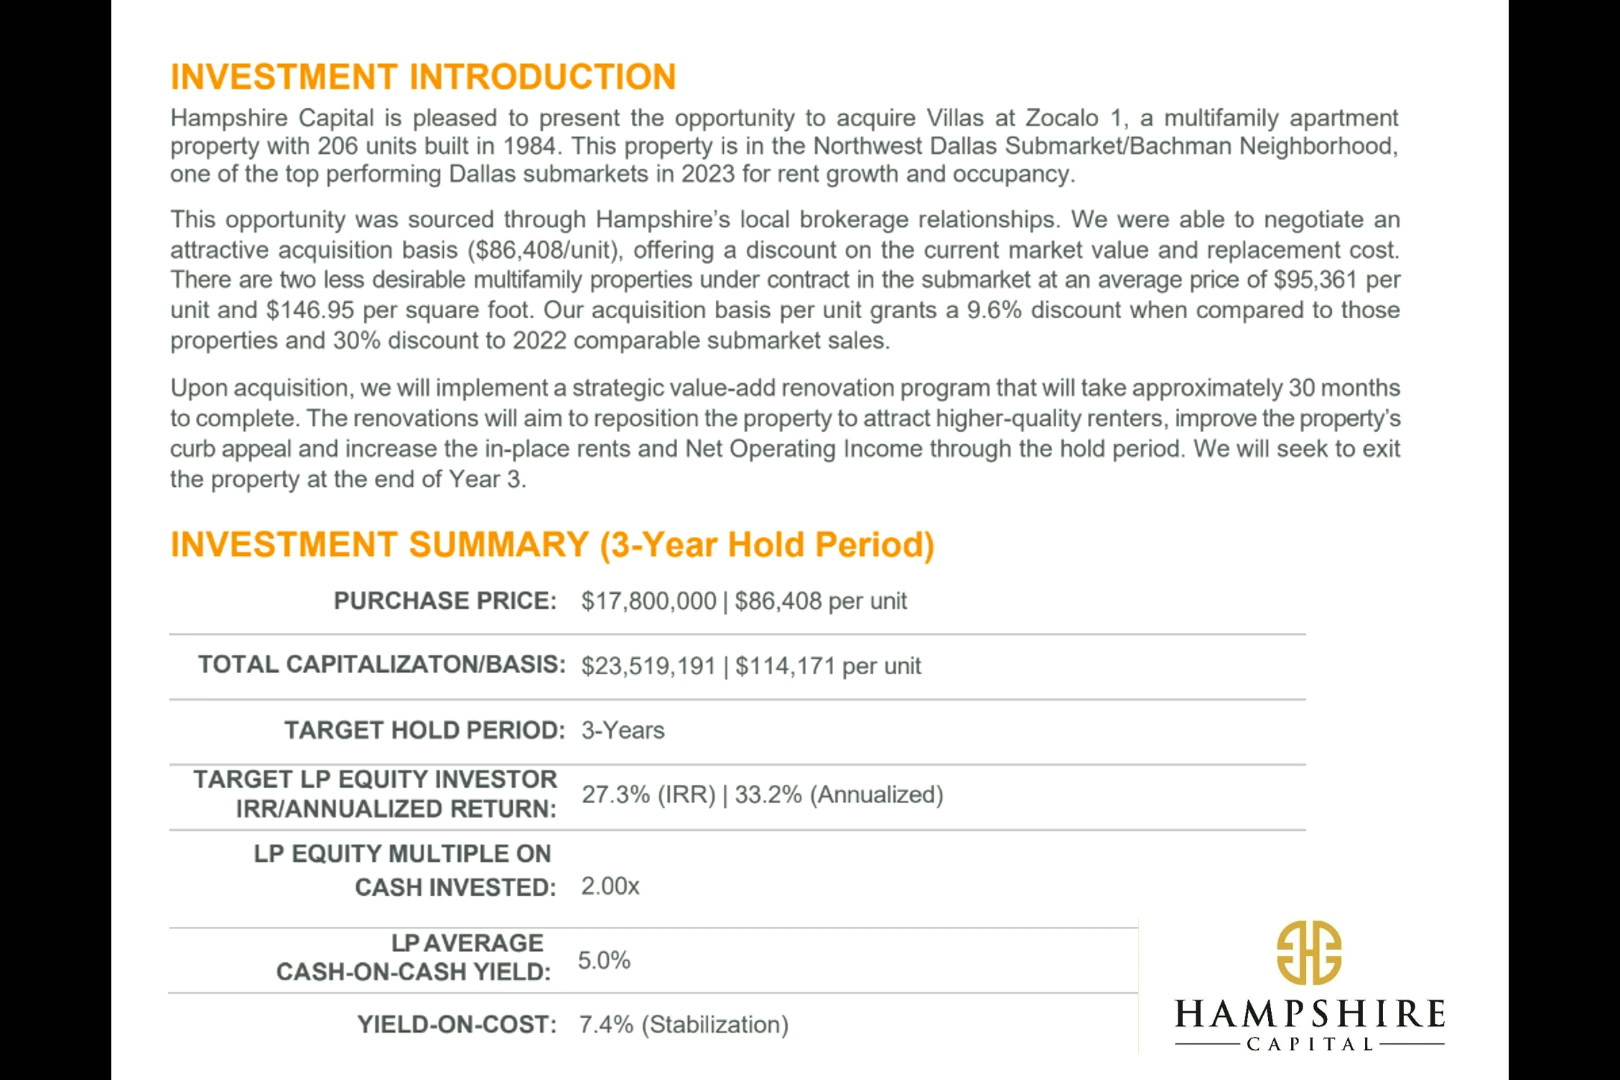 INVESTMENT INTRODUCTION
Hampshire Capital is pleased to present the opportunity to acquire Villas at Zocalo 1, a multifamily apartment
property with 206 units built in 1984. This property is in the Northwest Dallas Submarket/Bachman Neighborhood,
one of the top performing Dallas submarkets in 2023 for rent growth and occupancy.
This opportunity was sourced through Hampshire's local brokerage relationships. We were able to negotiate an
attractive acquisition basis ($86,408/unit), offering a discount on the current market value and replacement cost.
There are two less desirable multifamily properties under contract in the submarket at an average price of $95,361 per
unit and $146.95 per square foot. Our acquisition basis per unit grants a 9.6% discount when compared to those
properties and 30% discount to 2022 comparable submarket sales.
Upon acquisition, we will implement a strategic value-add renovation program that will take approximately 30 months
to complete. The renovations will aim to reposition the property to attract higher-quality renters, improve the property's
curb appeal and increase the in-place rents and Net Operating Income through the hold period. We will seek to exit
the property at the end of Year 3.
INVESTMENT SUMMARY (3-Year Hold Period)
PURCHASE PRICE: $17,800,000 | $86,408 per unit
TOTAL CAPITALIZATON/BASIS: $23,519,191 | $114,171 per unit
TARGET HOLD PERIOD: 3-Years
TARGET LP EQUITY INVESTOR
IRR/ANNUALIZED RETURN: 27.3% (IRR) | 33.2% (Annualized)
LP EQUITY MULTIPLE ON
CASH INVESTED: 2.00x
LP AVERAGE
CASH-ON-CASH YIELD: 5.0%
YIELD-ON-COST: 7.4% (Stabilization)
HAMPSHIRE
CAPITAL